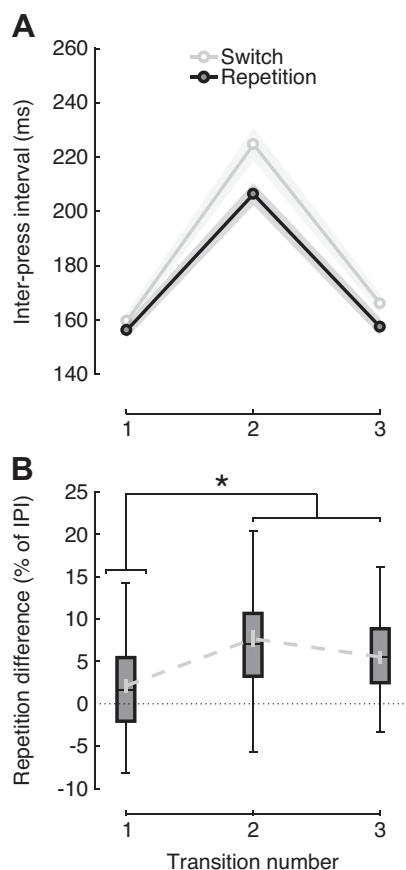 A
Inter-press interval (ms)
260
240
220
200
180
160
140
Switch
Repetition
1 2 3
B
Repetition difference (% of IPI)
25
20
15
10
5
0
-5
-10
*
1 2 3
Transition number